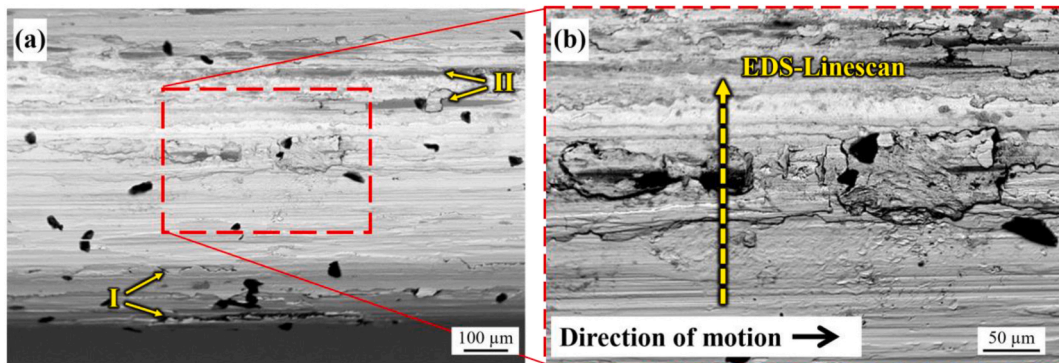 (a)
II
I
100 µm
(b)
EDS-Linescan
Direction of motion
50 µm